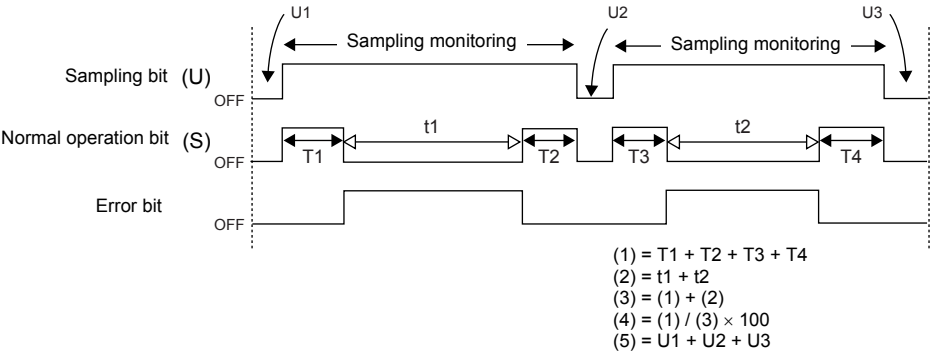 U1 U2 U3
Sampling monitoring Sampling monitoring
Sampling bit (U)
OFF
t1 t2
Normal operation bit (S)
OFF
T1 T2 T3 T4
Error bit
OFF
(1) = T1 + T2 + T3 + T4
(2) = t1 + t2
(3) = (1) + (2)
(4) = (1) / (3) × 100
(5) = U1 + U2 + U3